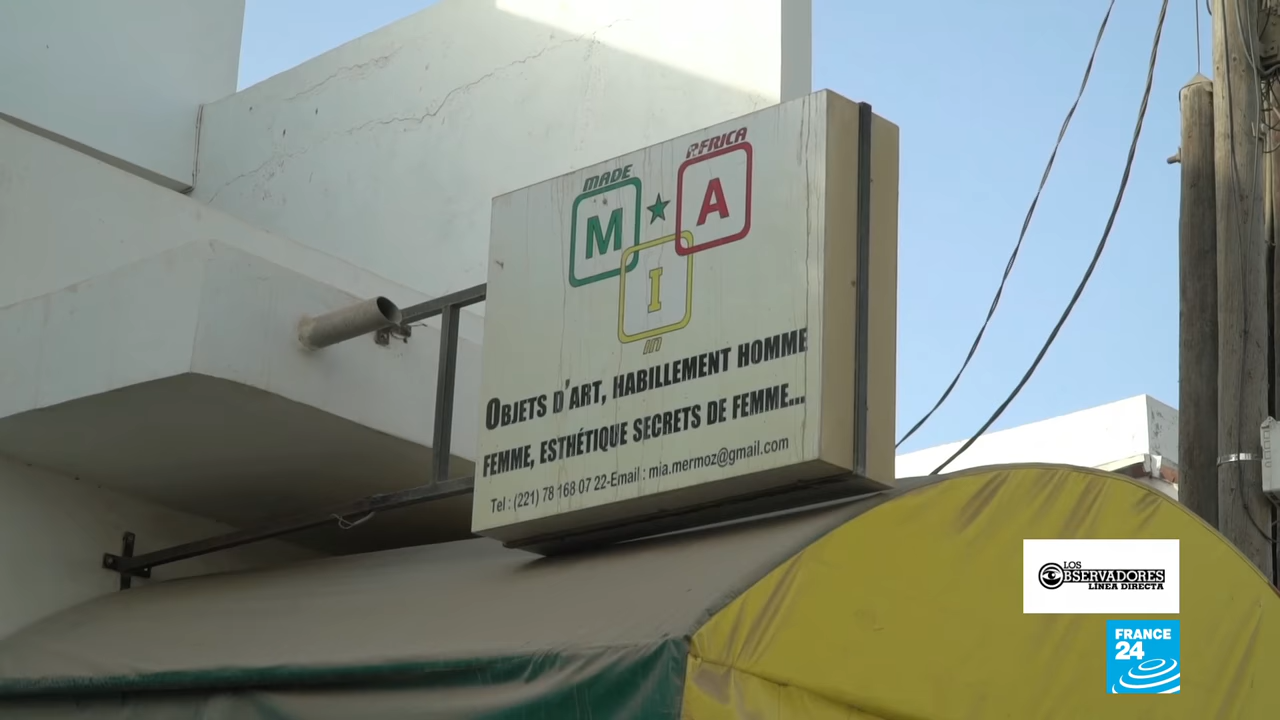 MADE
AFRICA
M
A
I
in
OBJETS D'ART, HABILLEMENT HOMME
FEMME, ESTHÉTIQUE SECRETS DE FEMME...
Tel : (221) 78 168 07 22-Email : mia.mermoz@gmail.com
LOS
OBSERVADORES
LÍNEA DIRECTA
FRANCE
24